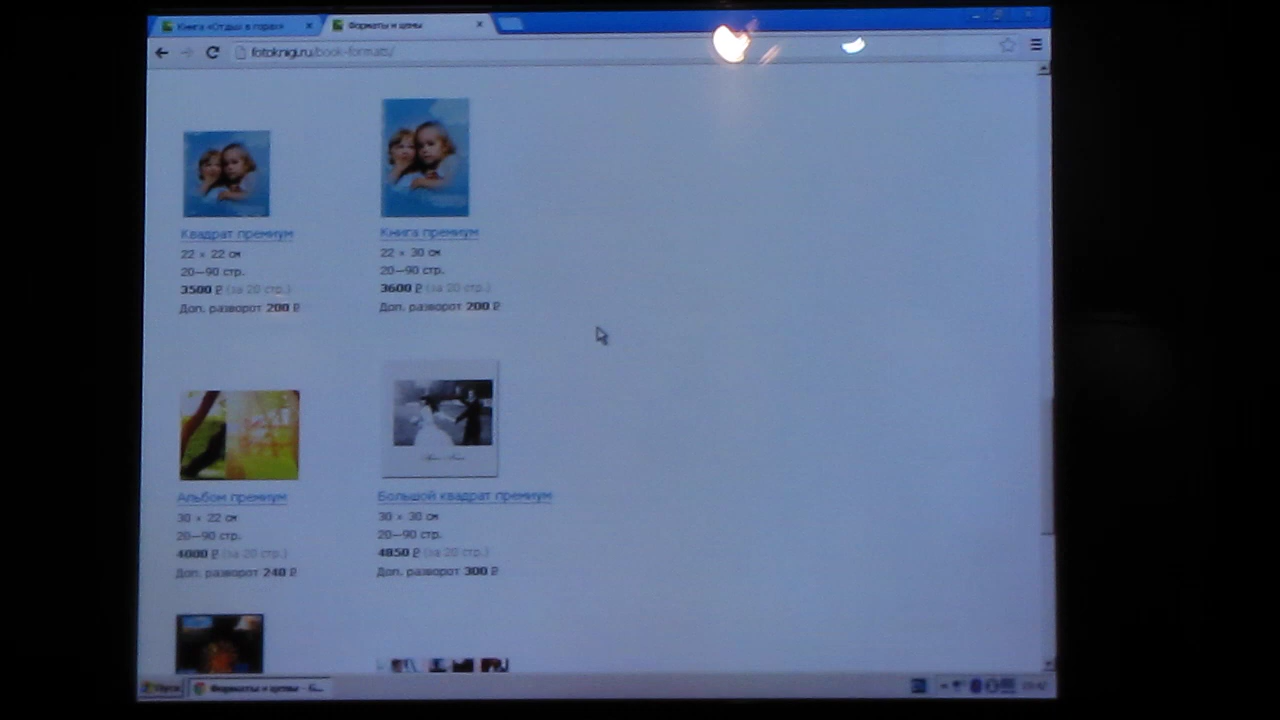 Книга «Отдых в горах»
Форматы и цены
fotoknigi.ru/book-formats/
Квадрат премиум
22 × 22 см
20—90 стр.
3500 ₽ (за 20 стр.)
Доп. разворот 200 ₽
Книга премиум
22 × 30 см
20—90 стр.
3600 ₽ (за 20 стр.)
Доп. разворот 200 ₽
Альбом премиум
30 × 22 см
20—90 стр.
4000 ₽ (за 20 стр.)
Доп. разворот 240 ₽
Большой квадрат премиум
30 × 30 см
20—90 стр.
4850 ₽ (за 20 стр.)
Доп. разворот 300 ₽
Пуск
Форматы и цены - G...